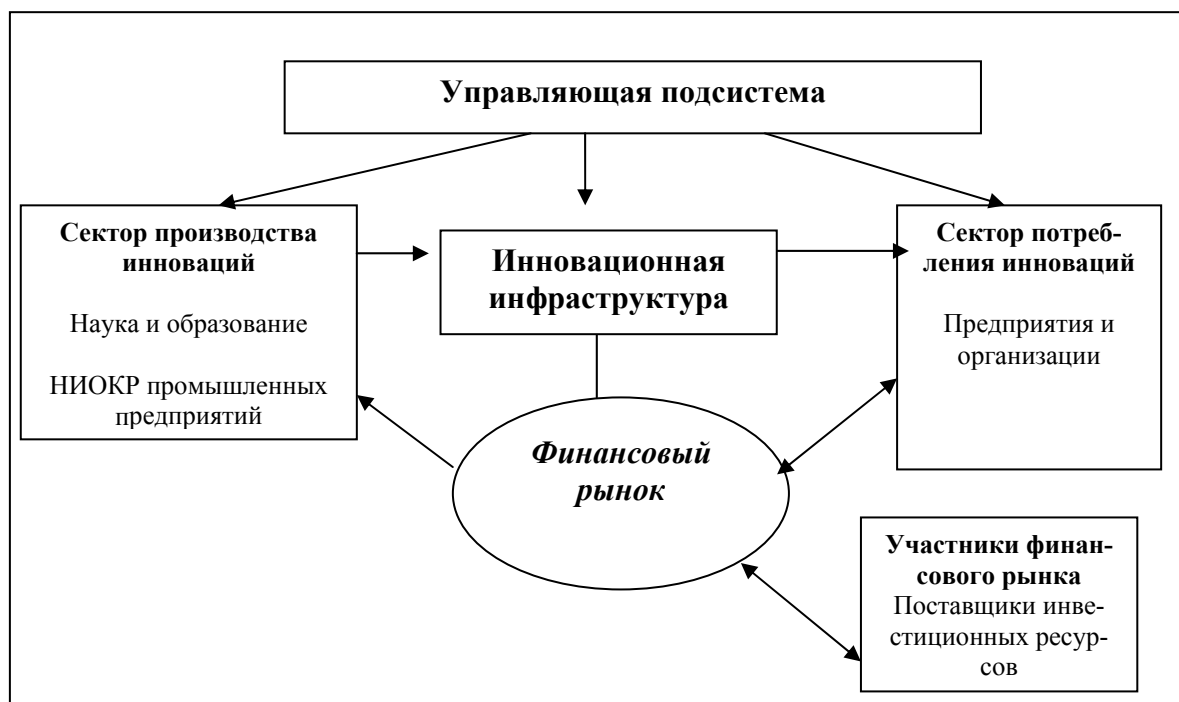 Управляющая подсистема
Сектор производства
инноваций
Наука и образование
НИОКР промышленных
предприятий
Инновационная
инфраструктура
Сектор потреб-
ления инноваций
Предприятия и
организации
Финансовый
рынок
Участники финан-
сового рынка
Поставщики инве-
стиционных ресур-
сов